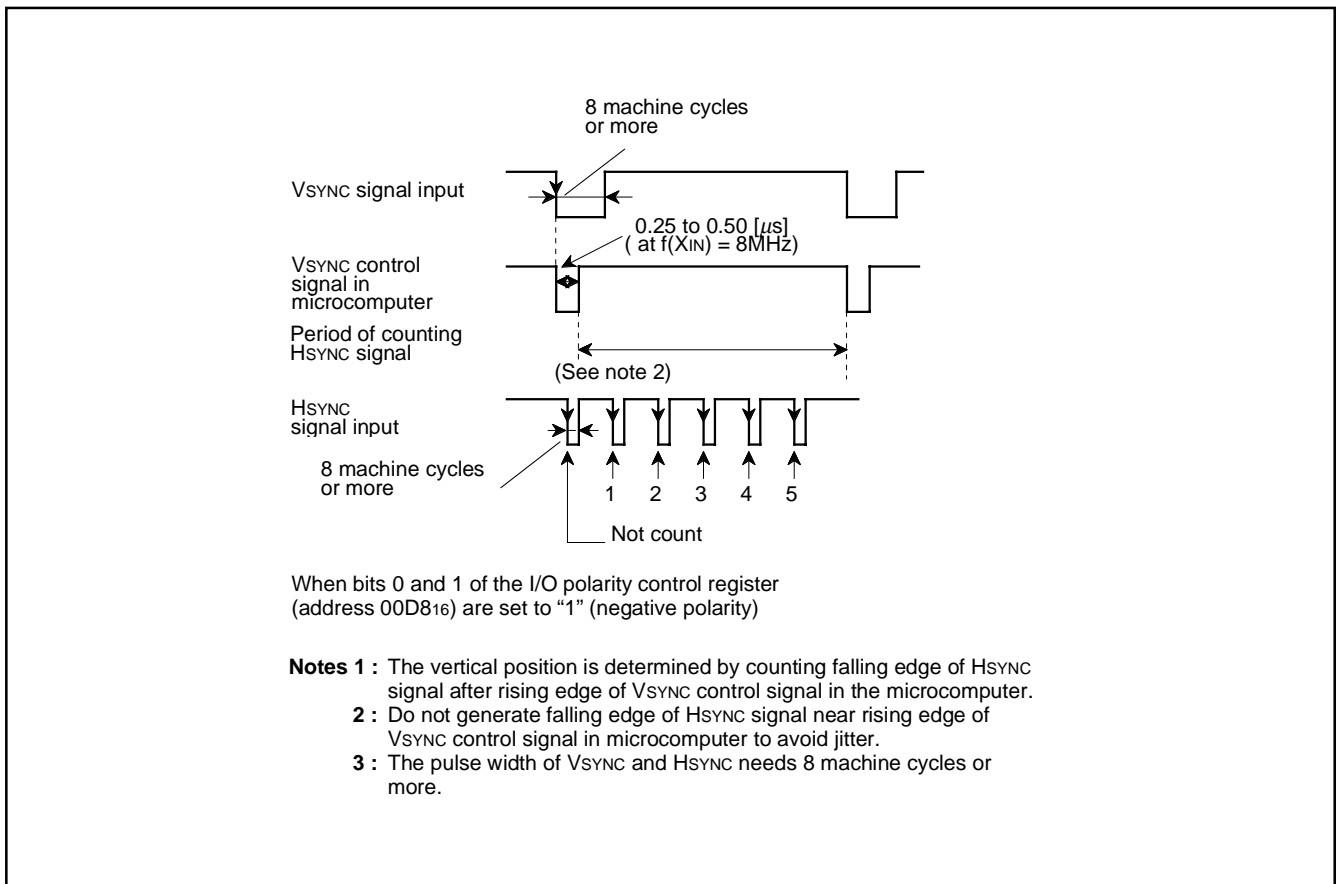 8 machine cycles
or more
VSYNC signal input
0.25 to 0.50 [μs]
( at f(XIN) = 8MHz)
VSYNC control
signal in
microcomputer
Period of counting
HSYNC signal
(See note 2)
HSYNC
signal input
8 machine cycles
or more
1 2 3 4 5
Not count
When bits 0 and 1 of the I/O polarity control register
(address 00D816) are set to “1” (negative polarity)
Notes 1 : The vertical position is determined by counting falling edge of HSYNC
signal after rising edge of VSYNC control signal in the microcomputer.
2 : Do not generate falling edge of HSYNC signal near rising edge of
VSYNC control signal in microcomputer to avoid jitter.
3 : The pulse width of VSYNC and HSYNC needs 8 machine cycles or
more.